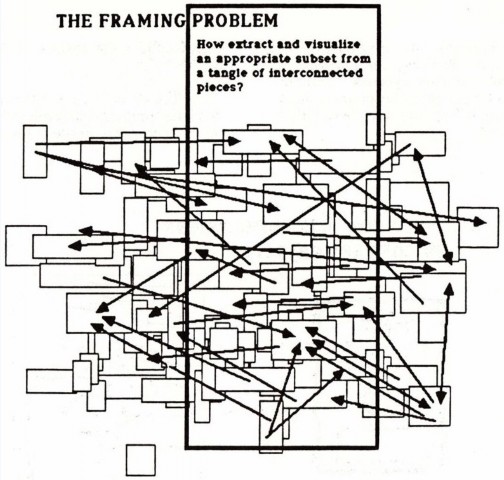 THE FRAMING PROBLEM
How extract and visualize
an appropriate subset from
a tangle of interconnected
pieces?